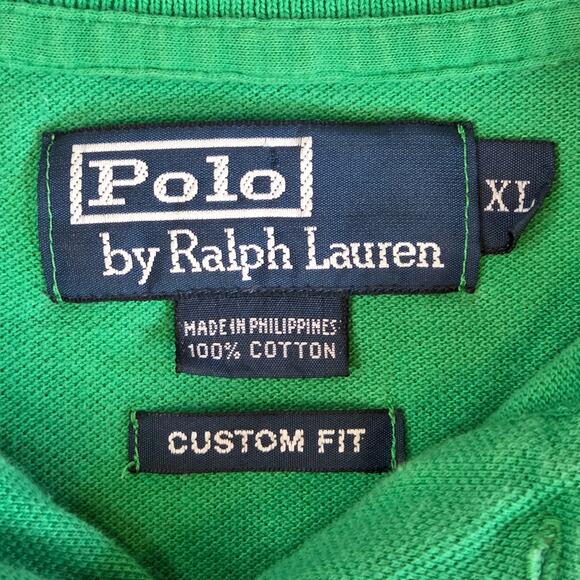 Polo
by Ralph Lauren
XL
MADE IN PHILIPPINES
100% COTTON
CUSTOM FIT